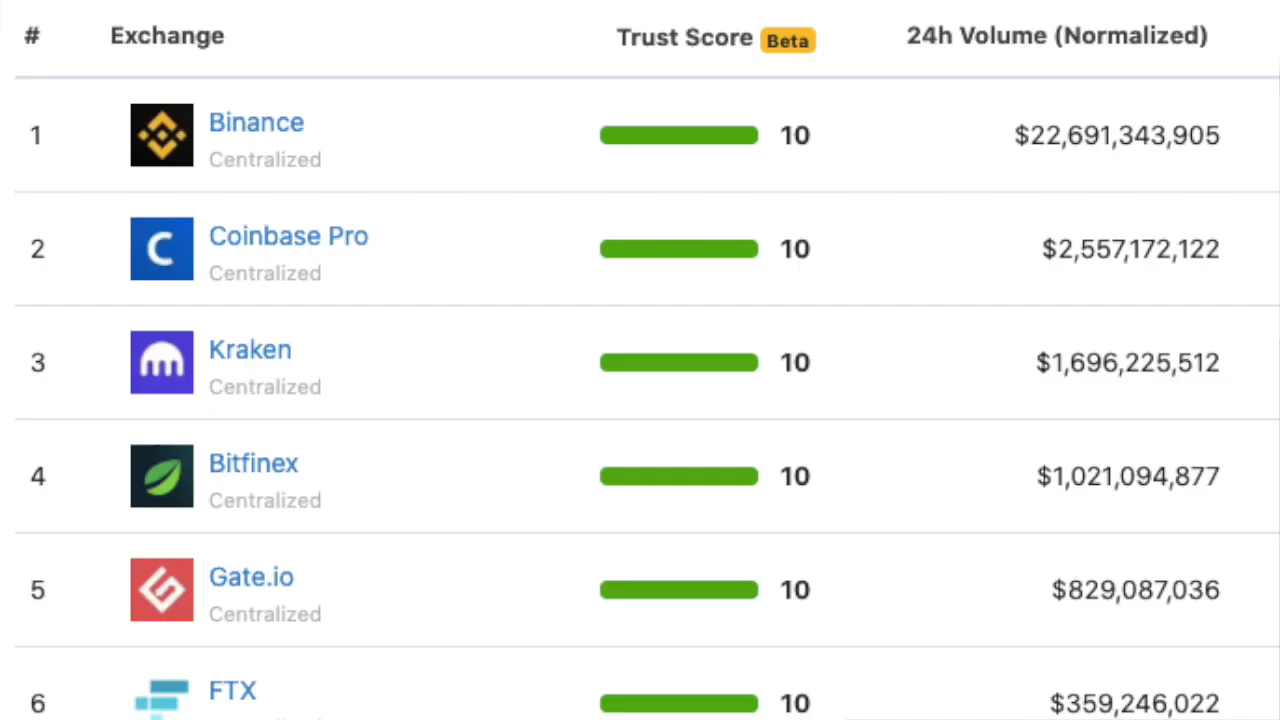 # Exchange Trust Score Beta 24h Volume (Normalized)
1 Binance 10 $22,691,343,905
Centralized
2 Coinbase Pro 10 $2,557,172,122
Centralized
3 Kraken 10 $1,696,225,512
Centralized
4 Bitfinex 10 $1,021,094,877
Centralized
5 Gate.io 10 $829,087,036
Centralized
6 FTX 10 $359,246,022